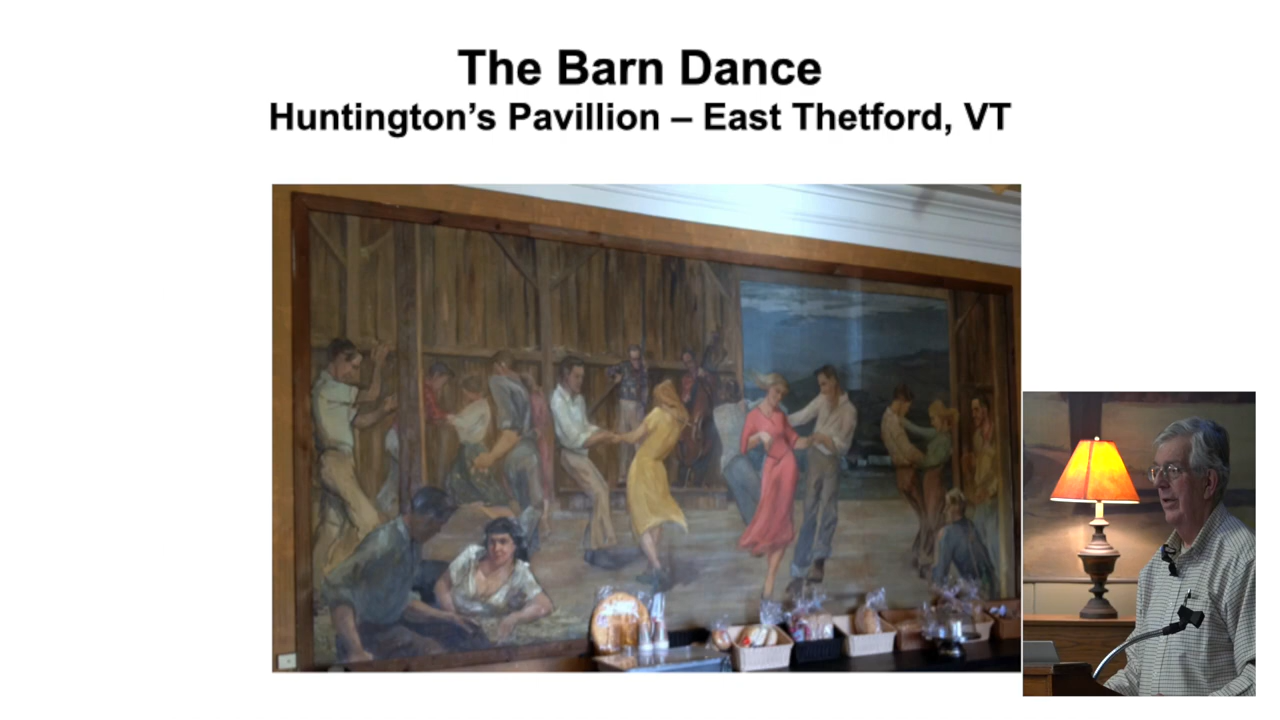 The Barn Dance
Huntington’s Pavillion – East Thetford, VT